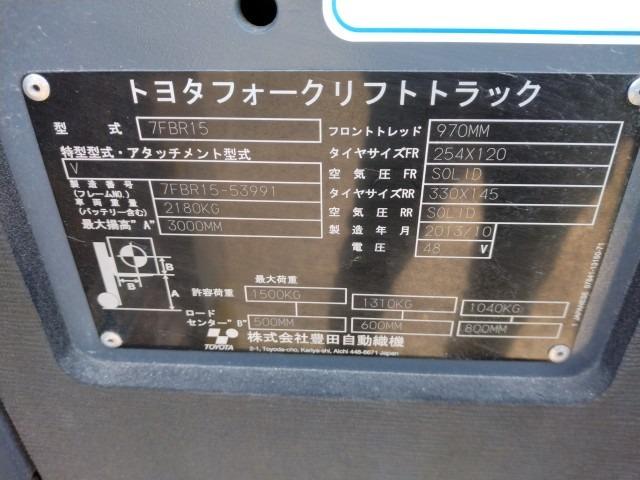 トヨタフォークリフトトラック
型 式 7FBR15
特型型式・アタッチメント型式
V
製造番号 (フレームNO.) 7FBR15-53991
車両重量 (バッテリー含む) 2180KG
最大揚高"A" 3000MM
フロントトレッド 970MM
タイヤサイズFR 254X120
空気圧FR SOLID
タイヤサイズRR 330X145
空気圧RR SOLID
製造年月 2013/10
電圧 48 V
B
B
A
最大荷重
許容荷重 1500KG 1310KG 1040KG
ロードセンター"B" 500MM 600MM 800MM
TOYOTA
株式会社豊田自動織機
2-1, Toyoda-cho, Kariya-shi, Aichi 448-8671 Japan